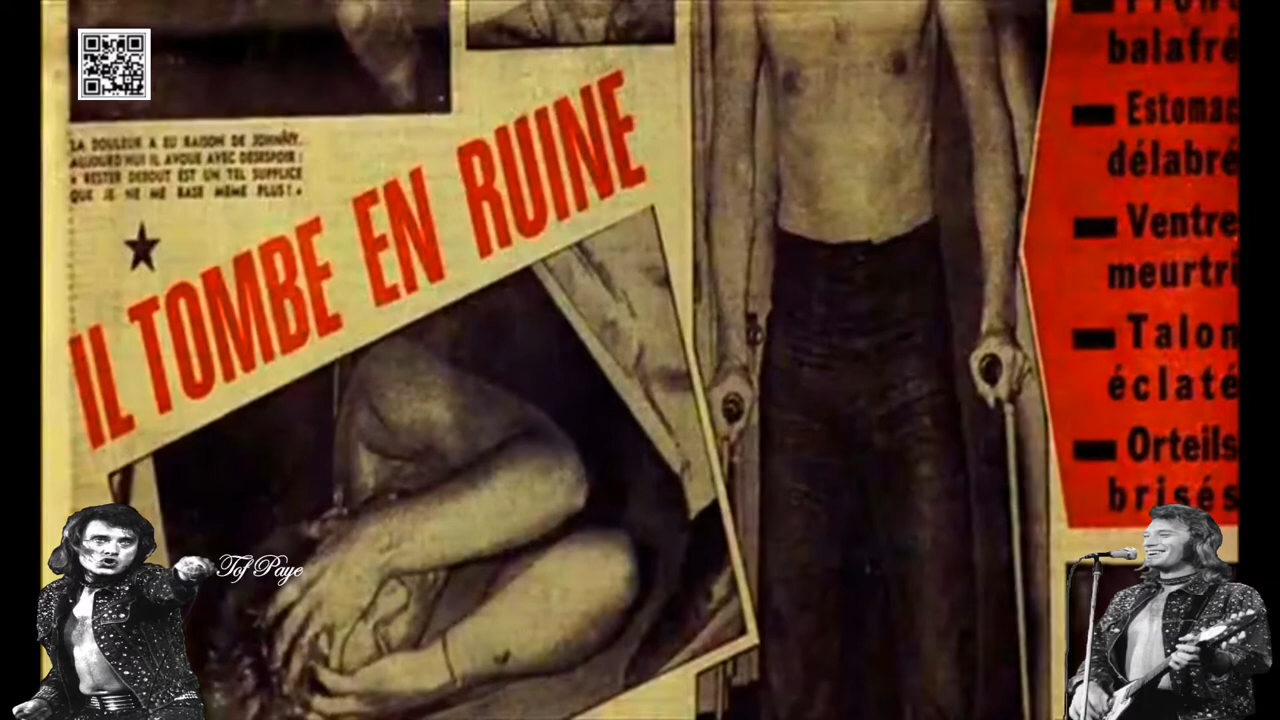 LA DOULEUR A EU RAISON DE JOHNNY.
AUJOURD'HUI IL AVOUE AVEC DESESPOIR :
« RESTER DEBOUT EST UN TEL SUPPLICE
QUE JE NE ME RASE MEME PLUS ! »
IL TOMBE EN RUINE
Tof Paye
balafré
Estomac
délabré
Ventre
meurtri
Talon
éclaté
Orteils
brisés